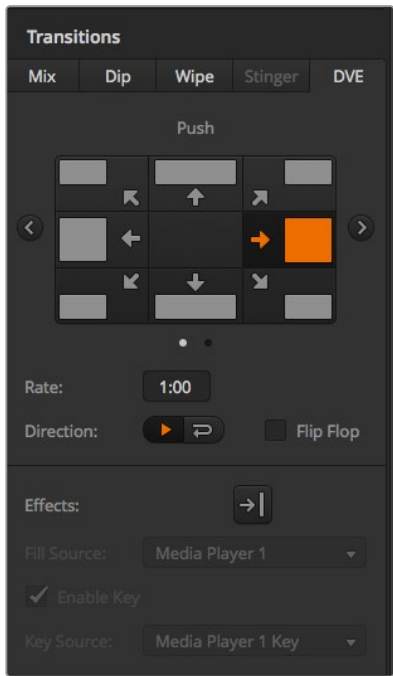 Transitions
Mix Dip Wipe Stinger DVE
Push
Rate: 1:00
Direction: Flip Flop
Effects:
Fill Source: Media Player 1
Enable Key
Key Source: Media Player 1 Key